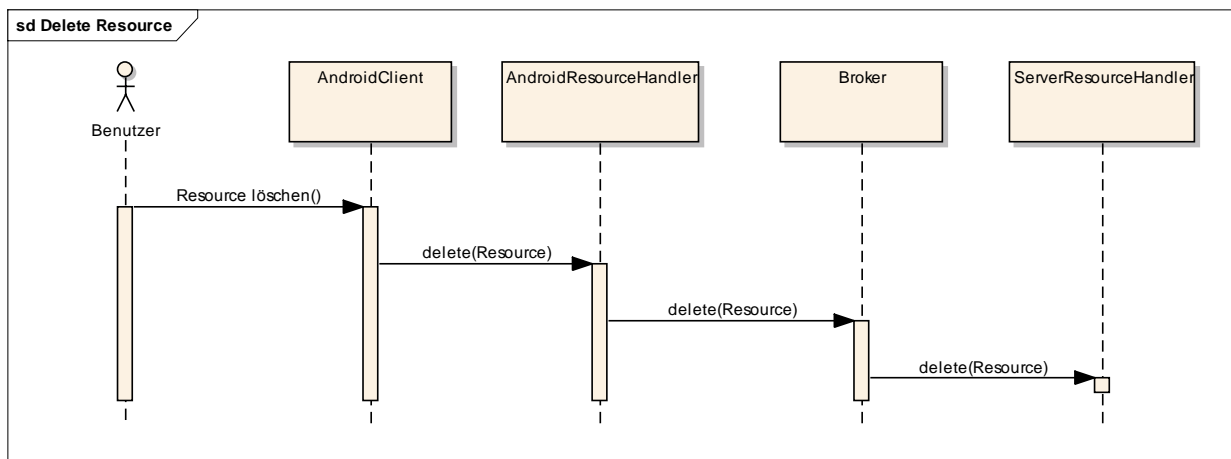 sd Delete Resource
Benutzer
AndroidClient
AndroidResourceHandler
Broker
ServerResourceHandler
Resource löschen()
delete(Resource)
delete(Resource)
delete(Resource)